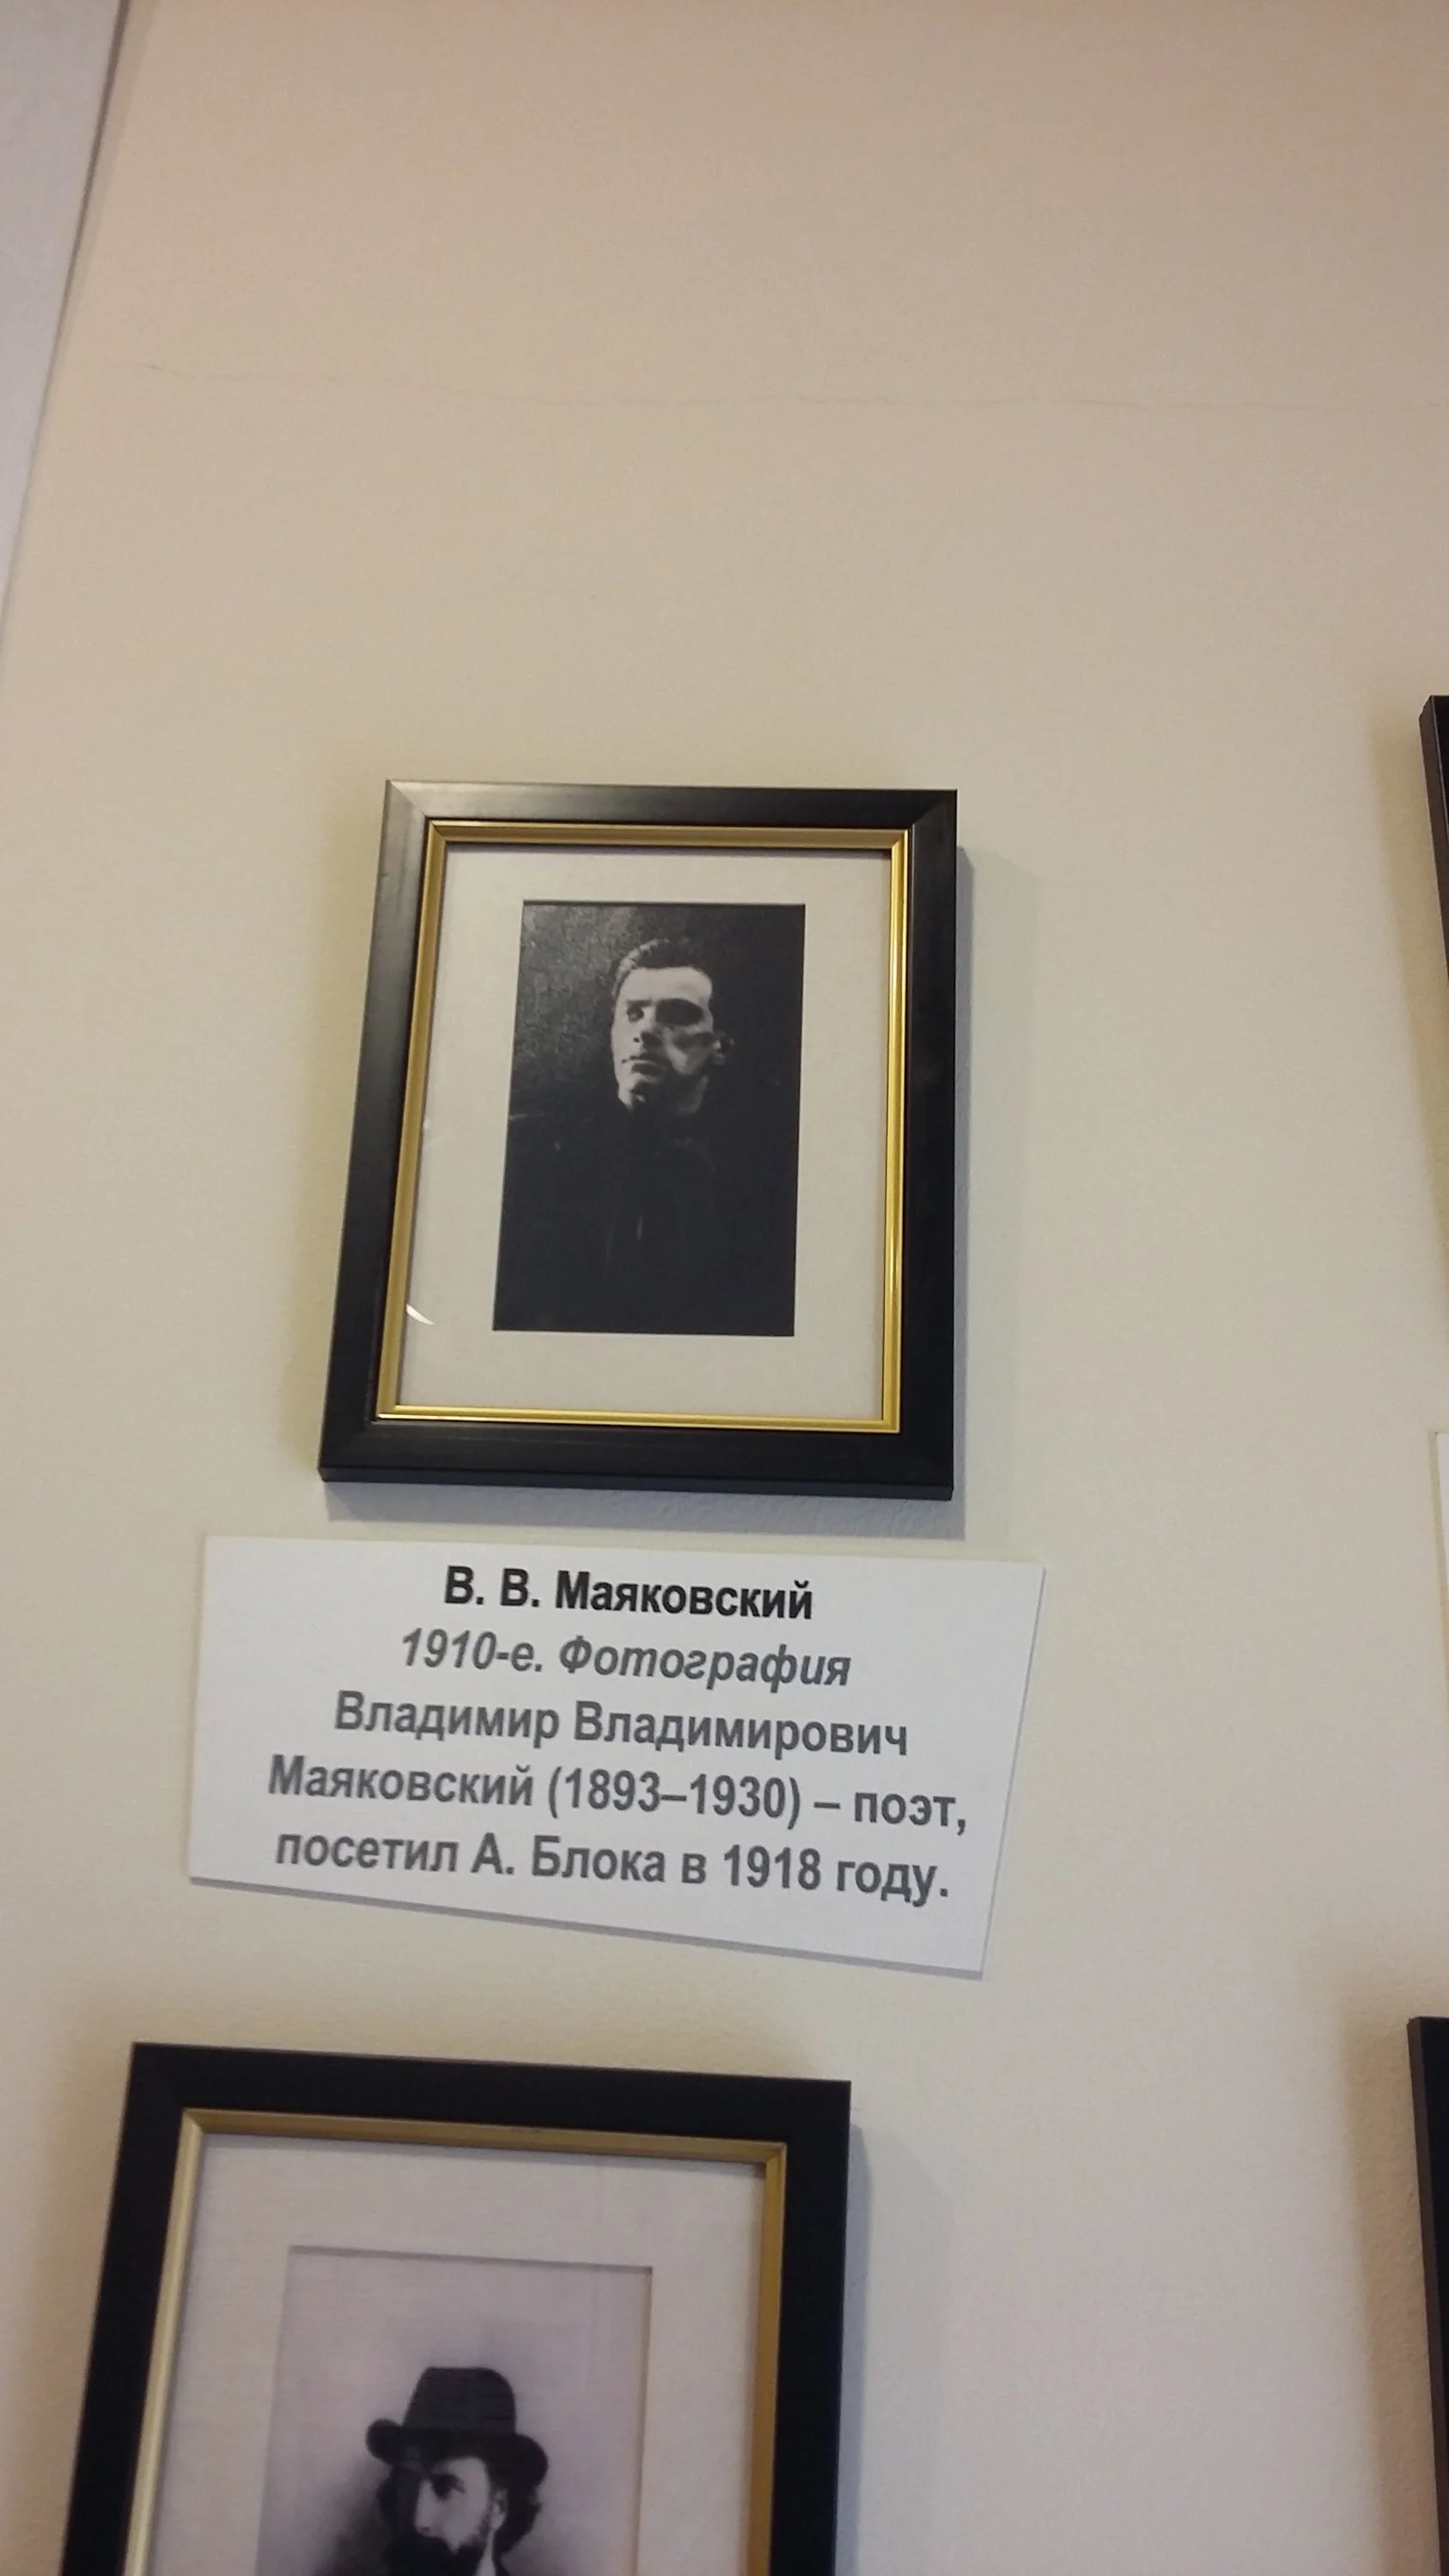 В. В. Маяковский
1910-е. Фотография
Владимир Владимирович
Маяковский (1893–1930) – поэт,
посетил А. Блока в 1918 году.